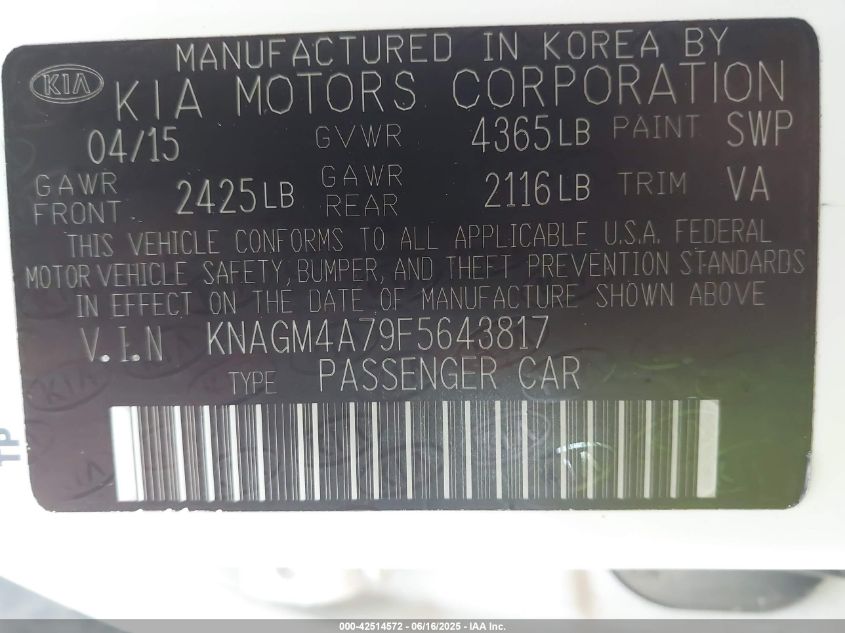 MANUFACTURED IN KOREA BY
KIA
KIA MOTORS CORPORATION
04/15 GVWR 4365LB PAINT SWP
GAWR FRONT 2425LB GAWR REAR 2116LB TRIM VA
THIS VEHICLE CONFORMS TO ALL APPLICABLE U.S.A. FEDERAL
MOTOR VEHICLE SAFETY, BUMPER, AND THEFT PREVENTION STANDARDS
IN EFFECT ON THE DATE OF MANUFACTURE SHOWN ABOVE
V.I.N KNAGM4A79F5643817
TYPE PASSENGER CAR
TP
000-42514572 - 06/16/2025 - IAA Inc.